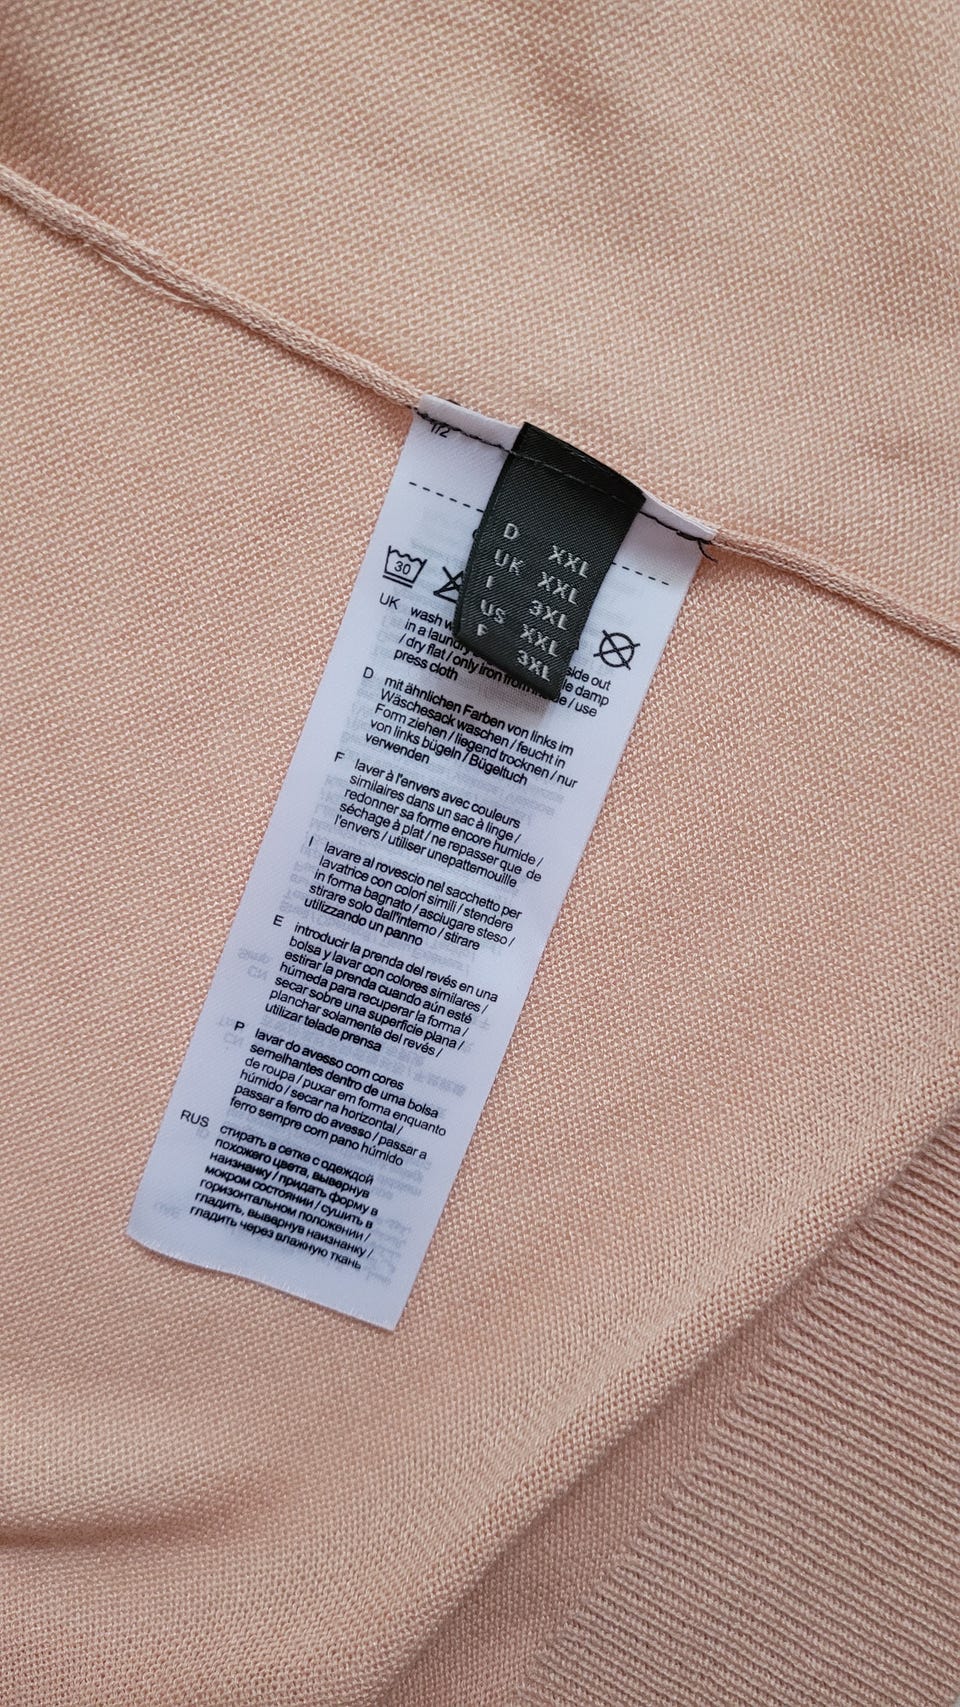 1/2
D XXL
UK XXL
I 3XL
US XXL
F 3XL
30
UK wash side out
in a laundry damp
/ dry flat / only iron from / use
press cloth
D mit ähnlichen Farben von links im
Wäschesack waschen / feucht in
Form ziehen / liegend trocknen / nur
von links bügeln / Bügeltuch
verwenden
F laver à l'envers avec couleurs
similaires dans un sac à linge /
redonner sa forme encore humide /
séchage à plat / ne repasser que de
l'envers / utiliser unepattemouille
I lavare al rovescio nel sacchetto per
lavatrice con colori simili / stendere
in forma bagnato / asciugare steso /
stirare solo dall'interno / stirare
utilizzando un panno
E introducir la prenda del revés en una
bolsa y lavar con colores similares /
estirar la prenda cuando aún esté
húmeda para recuperar la forma /
secar sobre una superficie plana /
planchar solamente del revés /
utilizar telade prensa
P lavar do avesso com cores
semelhantes dentro de uma bolsa
de roupa / puxar em forma enquanto
húmido / secar na horizontal /
passar a ferro do avesso / passar a
ferro sempre com pano húmido
RUS стирать в сетке с одеждой
похожего цвета, вывернув
наизнанку / придать форму в
мокром состоянии / сушить в
горизонтальном положении /
гладить, вывернув наизнанку /
гладить через влажную ткань